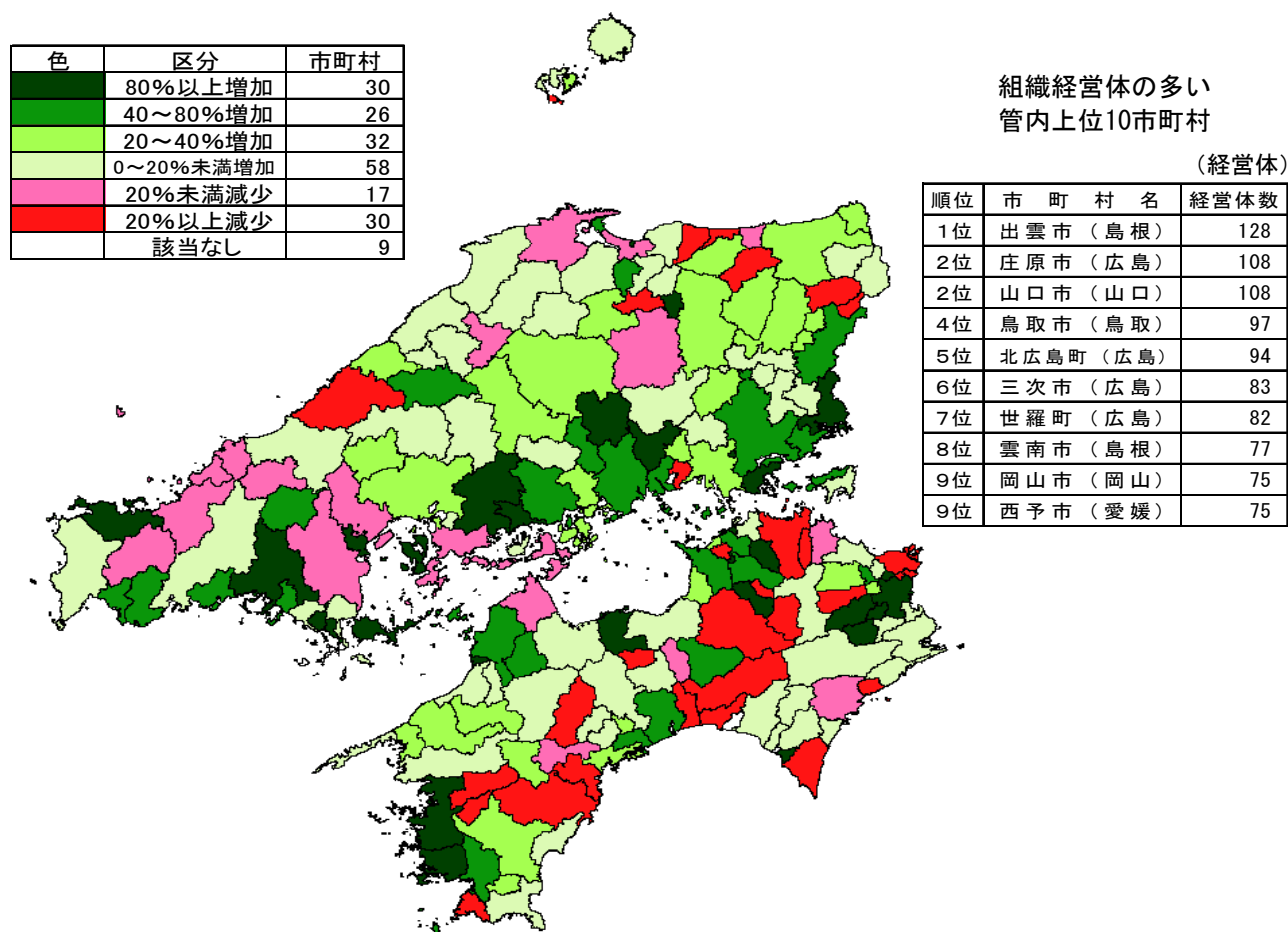 色 区分 市町村
80%以上増加 30
40～80%増加 26
20～40%増加 32
0～20%未満増加 58
20%未満減少 17
20%以上減少 30
該当なし 9
組織経営体の多い
管内上位10市町村
（経営体）
順位 市町村名 経営体数
1位 出雲市（島根） 128
2位 庄原市（広島） 108
2位 山口市（山口） 108
4位 鳥取市（鳥取） 97
5位 北広島町（広島） 94
6位 三次市（広島） 83
7位 世羅町（広島） 82
8位 雲南市（島根） 77
9位 岡山市（岡山） 75
9位 西予市（愛媛） 75